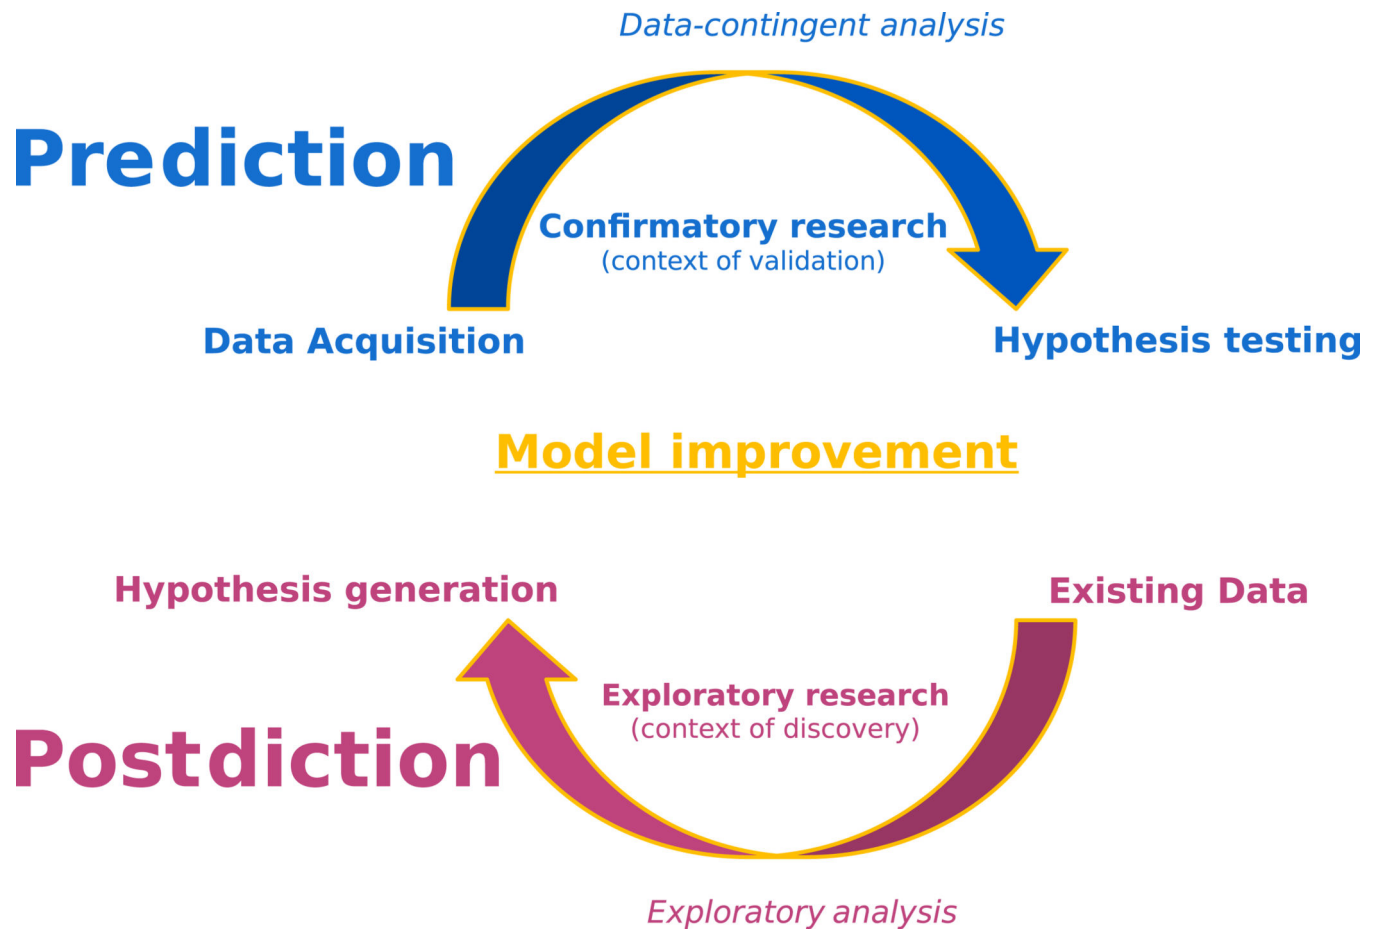 Data-contingent analysis
Prediction
Confirmatory research
(context of validation)
Data Acquisition
Hypothesis testing
Model improvement
Hypothesis generation
Existing Data
Exploratory research
(context of discovery)
Postdiction
Exploratory analysis